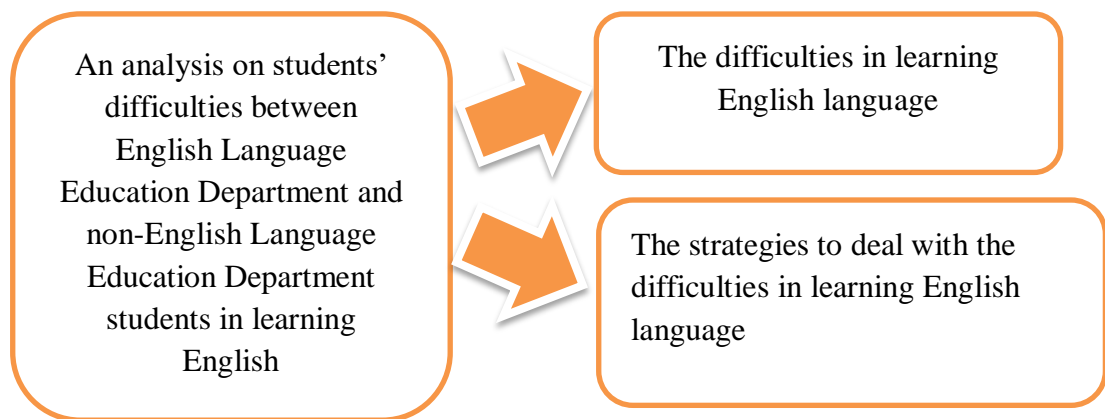 An analysis on students’
difficulties between
English Language
Education Department and
non-English Language
Education Department
students in learning
English
The difficulties in learning
English language
The strategies to deal with the
difficulties in learning English
language